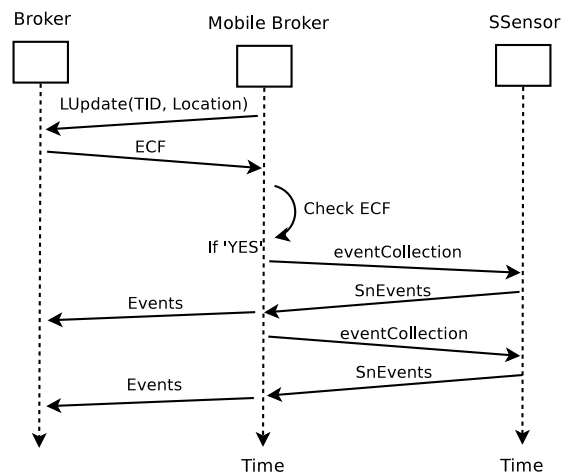 Broker
Mobile Broker
SSensor
LUpdate(TID, Location)
ECF
Check ECF
If 'YES'
eventCollection
SnEvents
Events
eventCollection
SnEvents
Events
Time
Time